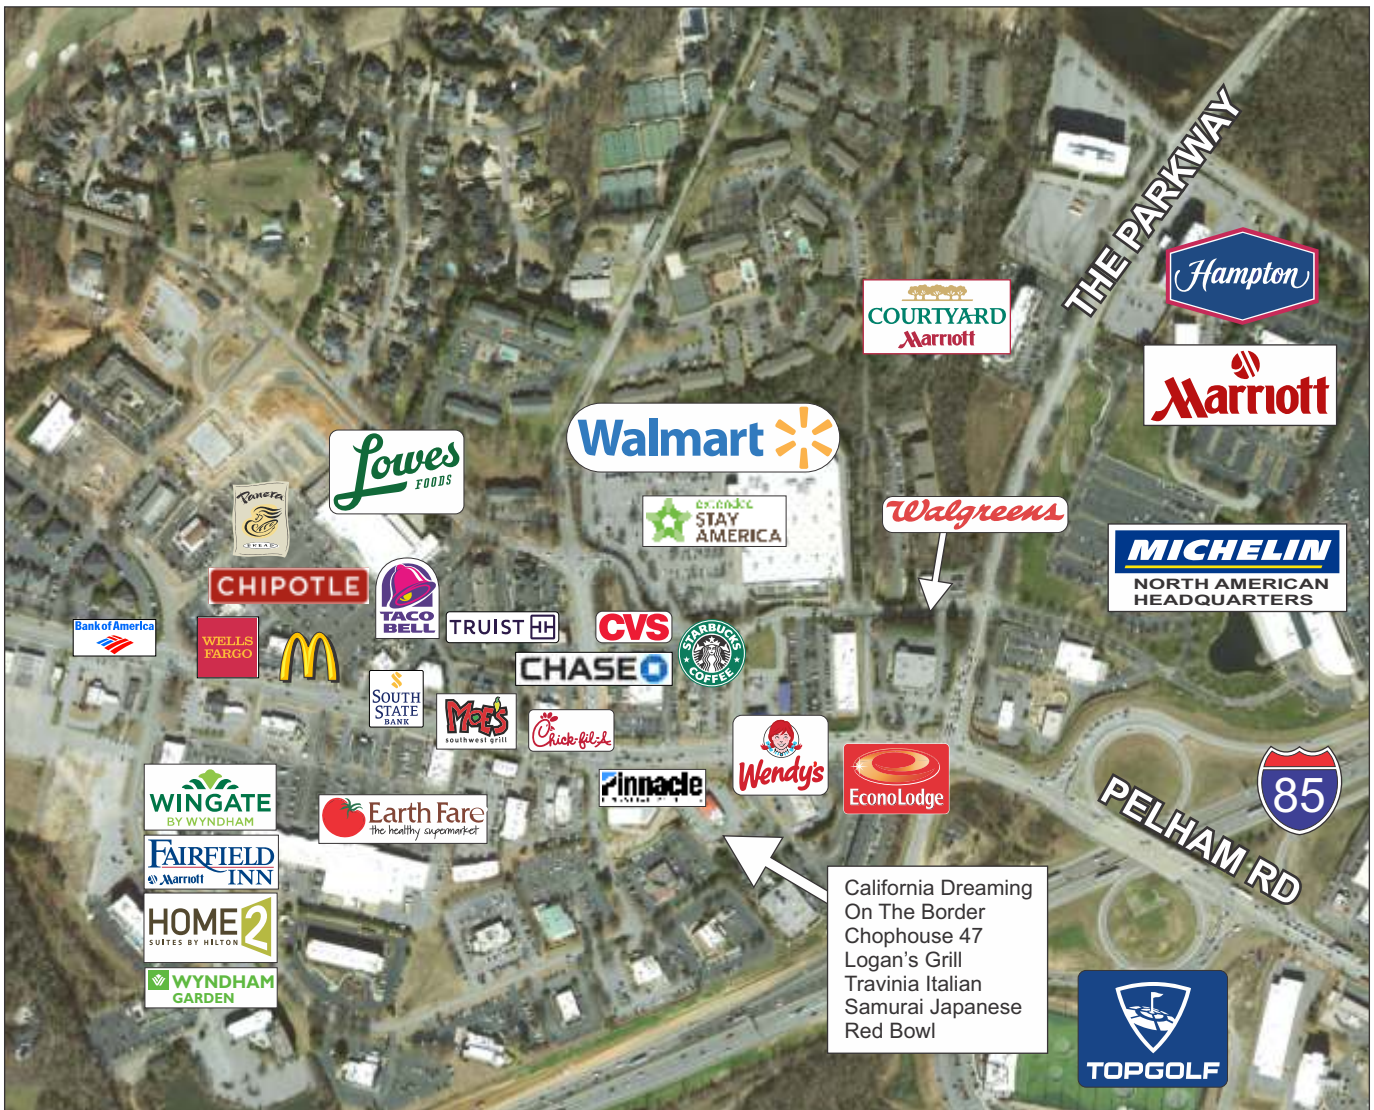 THE PARKWAY
Hampton
COURTYARD
Marriott
Marriott
Walmart
Lowes
FOODS
extended
STAY
AMERICA
Walgreens
Panera
BREAD
MICHELIN
NORTH AMERICAN
HEADQUARTERS
CHIPOTLE
TACO
BELL
TRUIST
CVS
STARBUCKS
COFFEE
Bank of America
WELLS
FARGO
CHASE
SOUTH
STATE
BANK
MOE'S
southwest grill
Chick-fil-A
Wendy's
EconoLodge
85
PELHAM RD
Pinnacle
WINGATE
BY WYNDHAM
Earth Fare
the healthy supermarket
FAIRFIELD
INN
Marriott
HOME2
SUITES BY HILTON
WYNDHAM
GARDEN
California Dreaming
On The Border
Chophouse 47
Logan's Grill
Travinia Italian
Samurai Japanese
Red Bowl
TOPGOLF